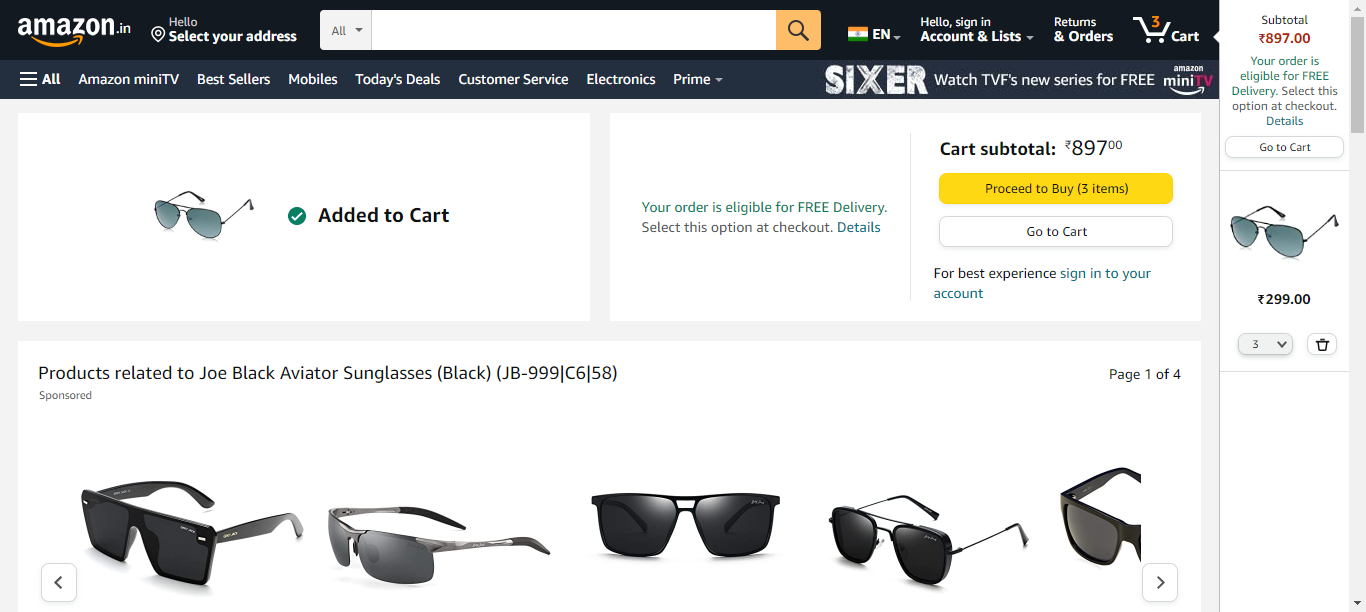 amazon.in
Hello
Select your address
All
EN
Hello, sign in
Account & Lists
Returns
& Orders
3
Cart
All
Amazon miniTV
Best Sellers
Mobiles
Today's Deals
Customer Service
Electronics
Prime
SIXER
Watch TVF's new series for FREE
amazon
miniTV
Added to Cart
Your order is eligible for FREE Delivery.
Select this option at checkout. Details
Cart subtotal: ₹89700
Proceed to Buy (3 items)
Go to Cart
For best experience sign in to your
account
Products related to Joe Black Aviator Sunglasses (Black) (JB-999|C6|58)
Sponsored
Page 1 of 4
Subtotal
₹897.00
Your order is
eligible for FREE
Delivery. Select this
option at checkout.
Details
Go to Cart
₹299.00
3